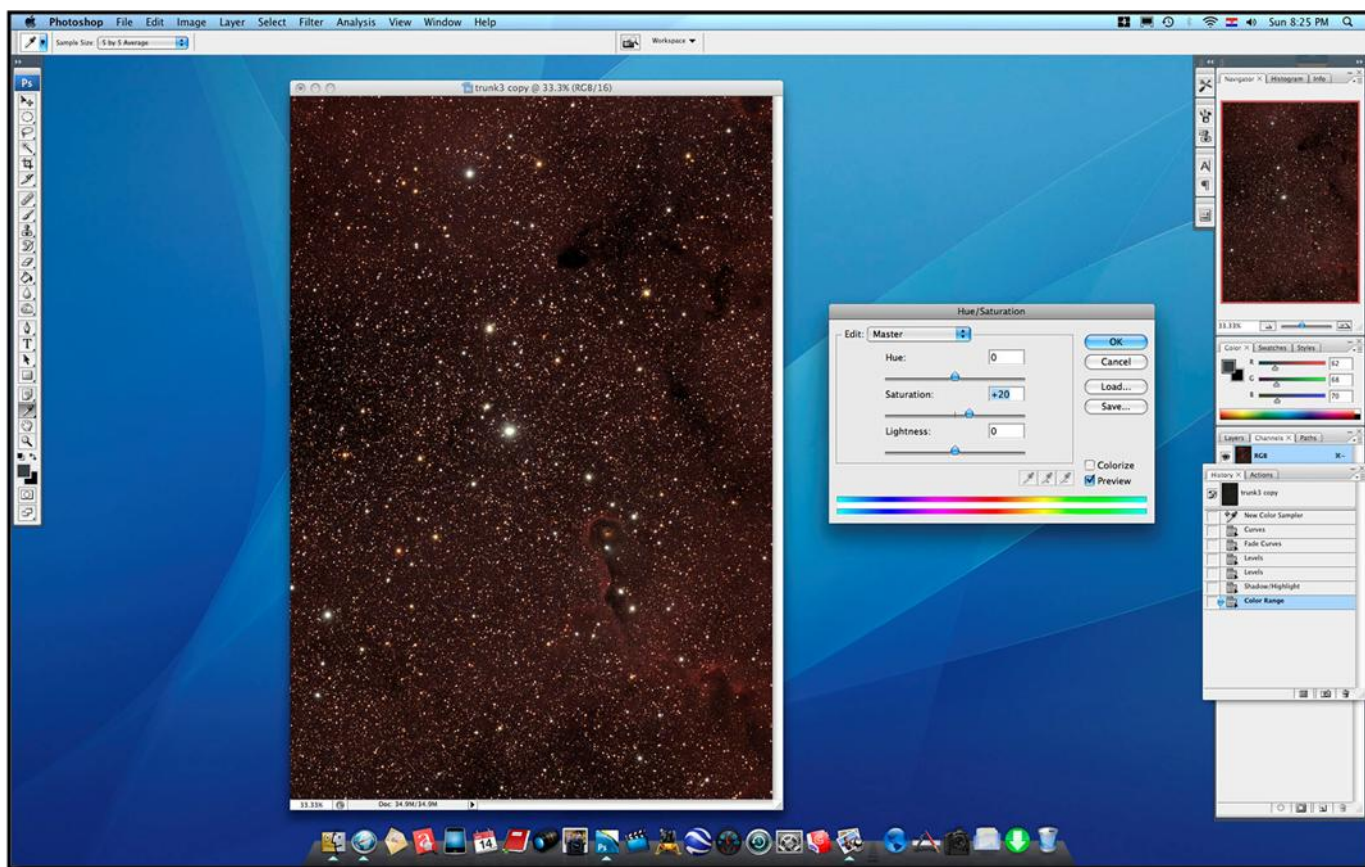 Photoshop File Edit Image Layer Select Filter Analysis View Window Help Sun 8:25 PM
Sample Size: 5 by 5 Average Workspace
Ps
trunk3 copy @ 33.3% (RGB/16)
T
33.33% Doc: 34.9M/34.9M
Hue/Saturation
Edit: Master
Hue: 0
Saturation: +20
Lightness: 0
OK
Cancel
Load...
Save...
Colorize
Preview
Navigator Histogram Info
A
33.33%
Color Swatches Styles
R 62
G 68
B 70
Layers Channels Paths
RGB
History Actions
trunk3 copy
New Color Sampler
Curves
Fade Curves
Levels
Levels
Shadow/Highlight
Color Range
14
Ps